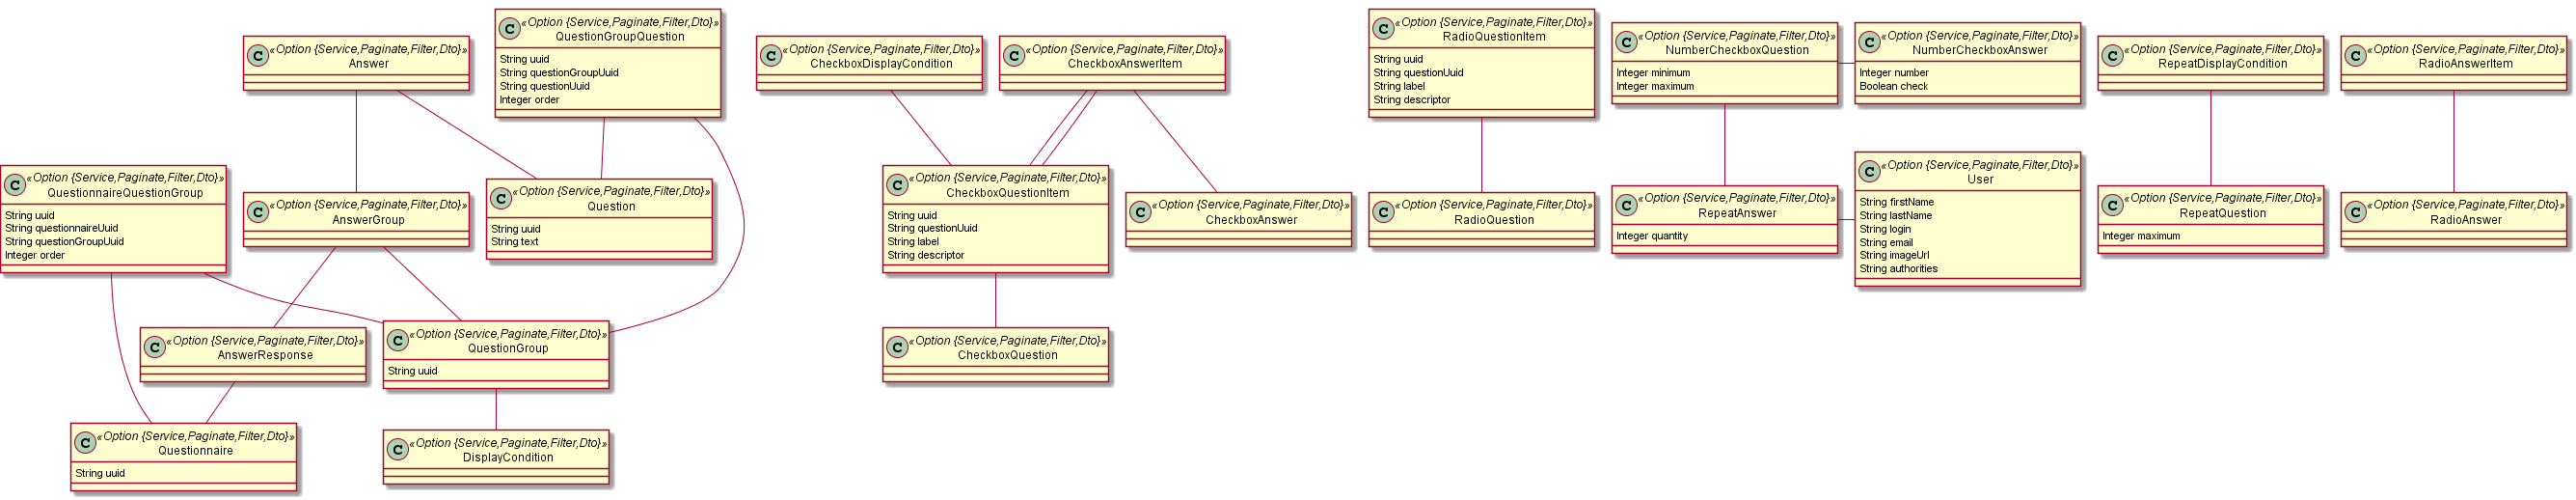 C «Option {Service,Paginate,Filter,Dto}»
QuestionGroupQuestion
String uuid
String questionGroupUuid
String questionUuid
Integer order
C «Option {Service,Paginate,Filter,Dto}»
Answer
C «Option {Service,Paginate,Filter,Dto}»
CheckboxDisplayCondition
C «Option {Service,Paginate,Filter,Dto}»
CheckboxAnswerItem
C «Option {Service,Paginate,Filter,Dto}»
RadioQuestionItem
String uuid
String questionUuid
String label
String descriptor
C «Option {Service,Paginate,Filter,Dto}»
NumberCheckboxQuestion
Integer minimum
Integer maximum
C «Option {Service,Paginate,Filter,Dto}»
NumberCheckboxAnswer
Integer number
Boolean check
C «Option {Service,Paginate,Filter,Dto}»
RepeatDisplayCondition
C «Option {Service,Paginate,Filter,Dto}»
RadioAnswerItem
C «Option {Service,Paginate,Filter,Dto}»
QuestionnaireQuestionGroup
String uuid
String questionnaireUuid
String questionGroupUuid
Integer order
C «Option {Service,Paginate,Filter,Dto}»
AnswerGroup
C «Option {Service,Paginate,Filter,Dto}»
Question
String uuid
String text
C «Option {Service,Paginate,Filter,Dto}»
CheckboxQuestionItem
String uuid
String questionUuid
String label
String descriptor
C «Option {Service,Paginate,Filter,Dto}»
CheckboxAnswer
C «Option {Service,Paginate,Filter,Dto}»
RadioQuestion
C «Option {Service,Paginate,Filter,Dto}»
RepeatAnswer
Integer quantity
C «Option {Service,Paginate,Filter,Dto}»
User
String firstName
String lastName
String login
String email
String imageUrl
String authorities
C «Option {Service,Paginate,Filter,Dto}»
RepeatQuestion
Integer maximum
C «Option {Service,Paginate,Filter,Dto}»
RadioAnswer
C «Option {Service,Paginate,Filter,Dto}»
AnswerResponse
C «Option {Service,Paginate,Filter,Dto}»
QuestionGroup
String uuid
C «Option {Service,Paginate,Filter,Dto}»
CheckboxQuestion
C «Option {Service,Paginate,Filter,Dto}»
Questionnaire
String uuid
C «Option {Service,Paginate,Filter,Dto}»
DisplayCondition